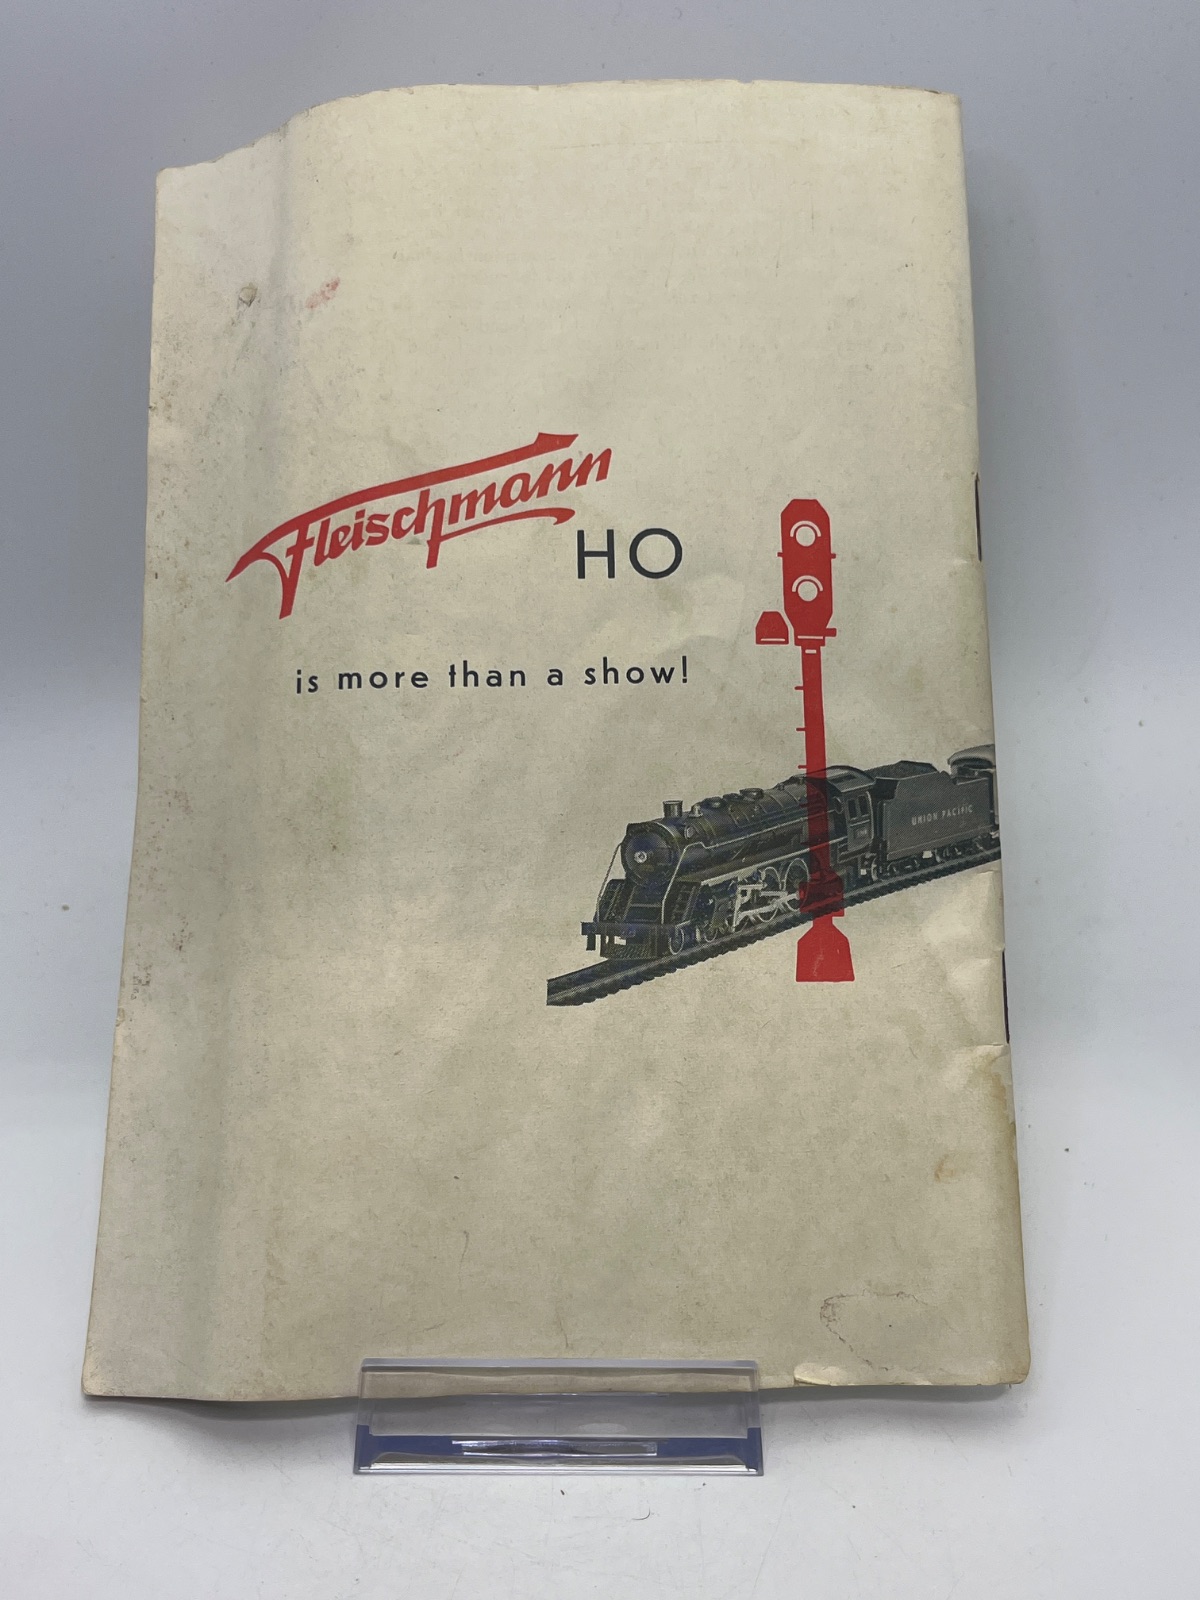 Fleischmann
HO
is more than a show!
UNION PACIFIC